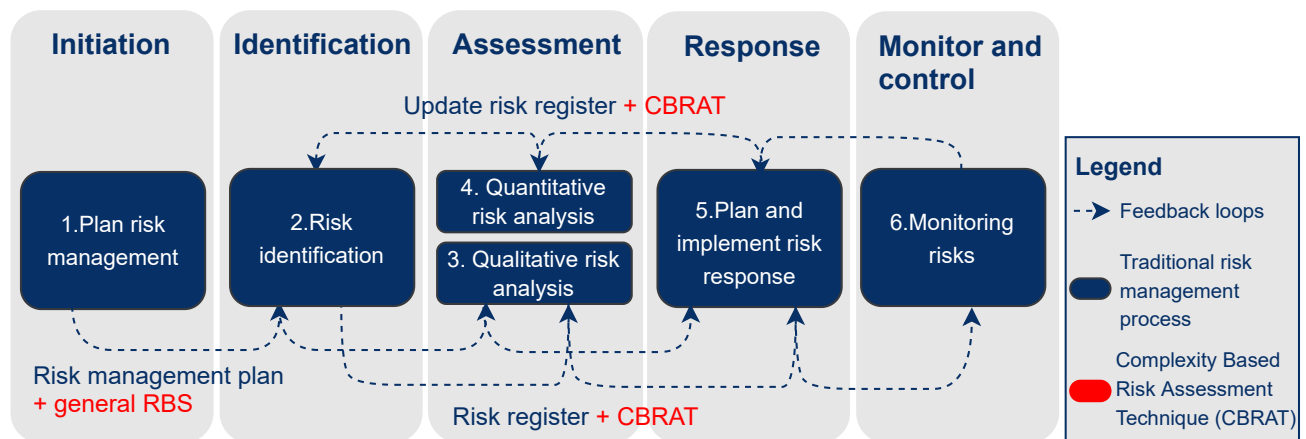 Initiation
Identification
Assessment
Response
Monitor and
control
Update risk register + CBRAT
1.Plan risk
management
2.Risk
identification
4. Quantitative
risk analysis
3. Qualitative risk
analysis
5.Plan and
implement risk
response
6.Monitoring
risks
Risk management plan
+ general RBS
Risk register + CBRAT
Legend
Feedback loops
Traditional risk
management
process
Complexity Based
Risk Assessment
Technique (CBRAT)